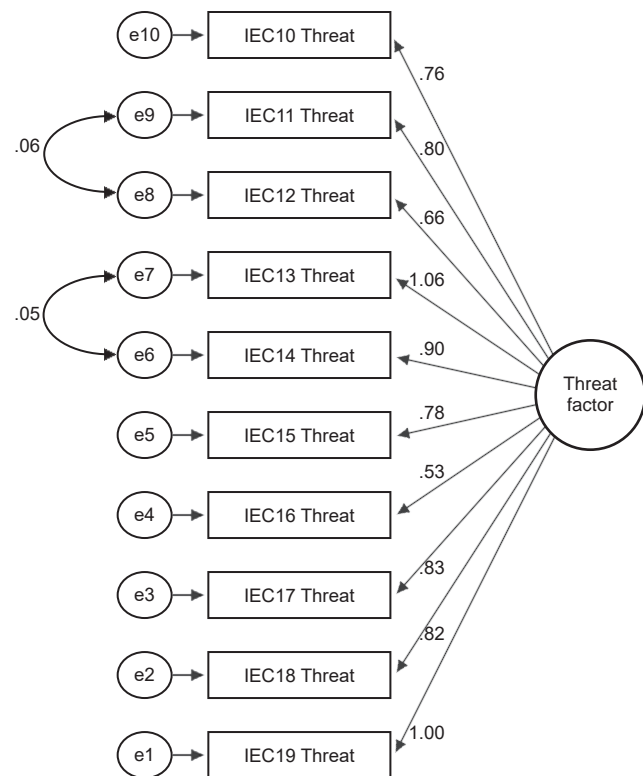 e10 IEC10 Threat
.76
e9 IEC11 Threat
.80
.06
e8 IEC12 Threat
.66
e7 IEC13 Threat
1.06
.05
e6 IEC14 Threat
.90
Threat
factor
e5 IEC15 Threat
.78
e4 IEC16 Threat
.53
e3 IEC17 Threat
.83
e2 IEC18 Threat
.82
e1 IEC19 Threat
1.00